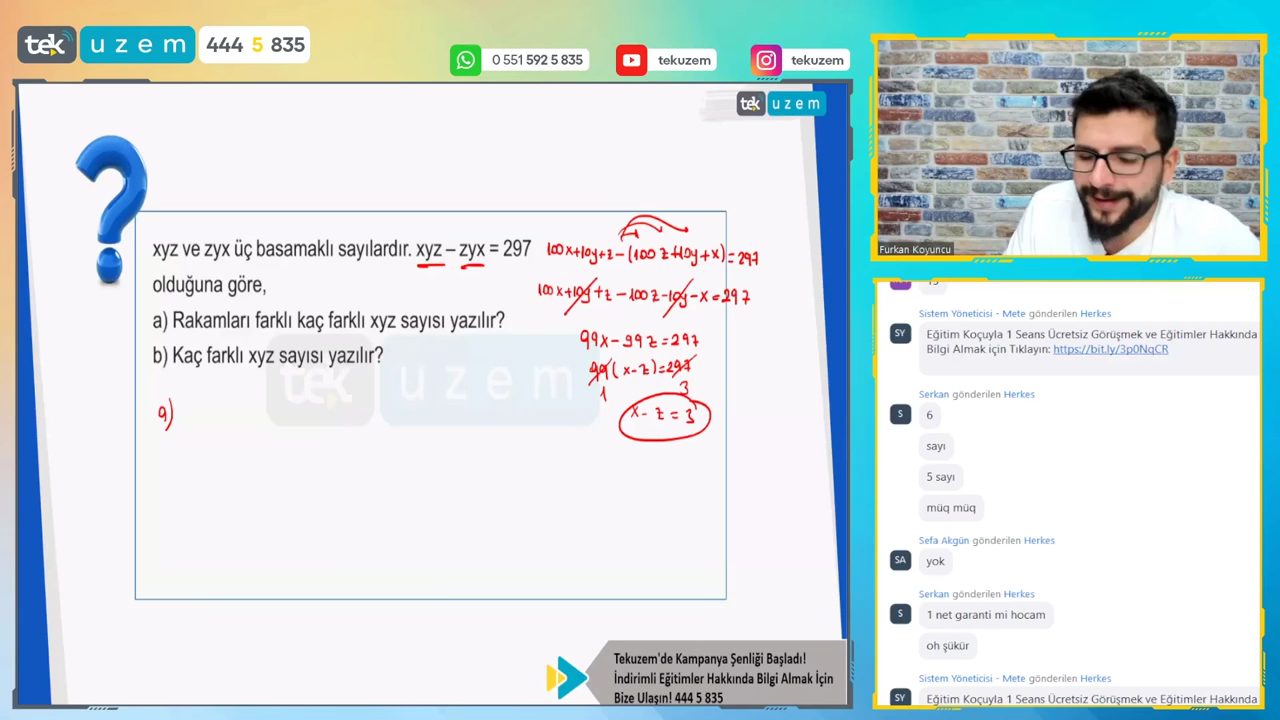 tek uzem 444 5 835
0 551 592 5 835 tekuzem tekuzem
tek uzem
xyz ve zyx üç basamaklı sayılardır. xyz – zyx = 297
olduğuna göre,
a) Rakamları farklı kaç farklı xyz sayısı yazılır?
b) Kaç farklı xyz sayısı yazılır?
tek uzem
a)
100x+10y+z-(100z+10y+x)=297
100x+10y+z-100z-10y-x=297
99x-99z=297
99(x-z)=297
1 3
x-z=3
Tekuzem'de Kampanya Şenliği Başladı!
İndirimli Eğitimler Hakkında Bilgi Almak İçin
Bize Ulaşın! 444 5 835
Furkan Koyuncu
Sistem Yöneticisi - Mete gönderilen Herkes
SY
Eğitim Koçuyla 1 Seans Ücretsiz Görüşmek ve Eğitimler Hakkında
Bilgi Almak için Tıklayın: https://bit.ly/3p0NqCR
Serkan gönderilen Herkes
S
6
sayı
5 sayı
müq müq
Sefa Akgün gönderilen Herkes
SA
yok
Serkan gönderilen Herkes
S
1 net garanti mi hocam
oh şükür
Sistem Yöneticisi - Mete gönderilen Herkes
SY
Eğitim Koçuyla 1 Seans Ücretsiz Görüşmek ve Eğitimler Hakkında